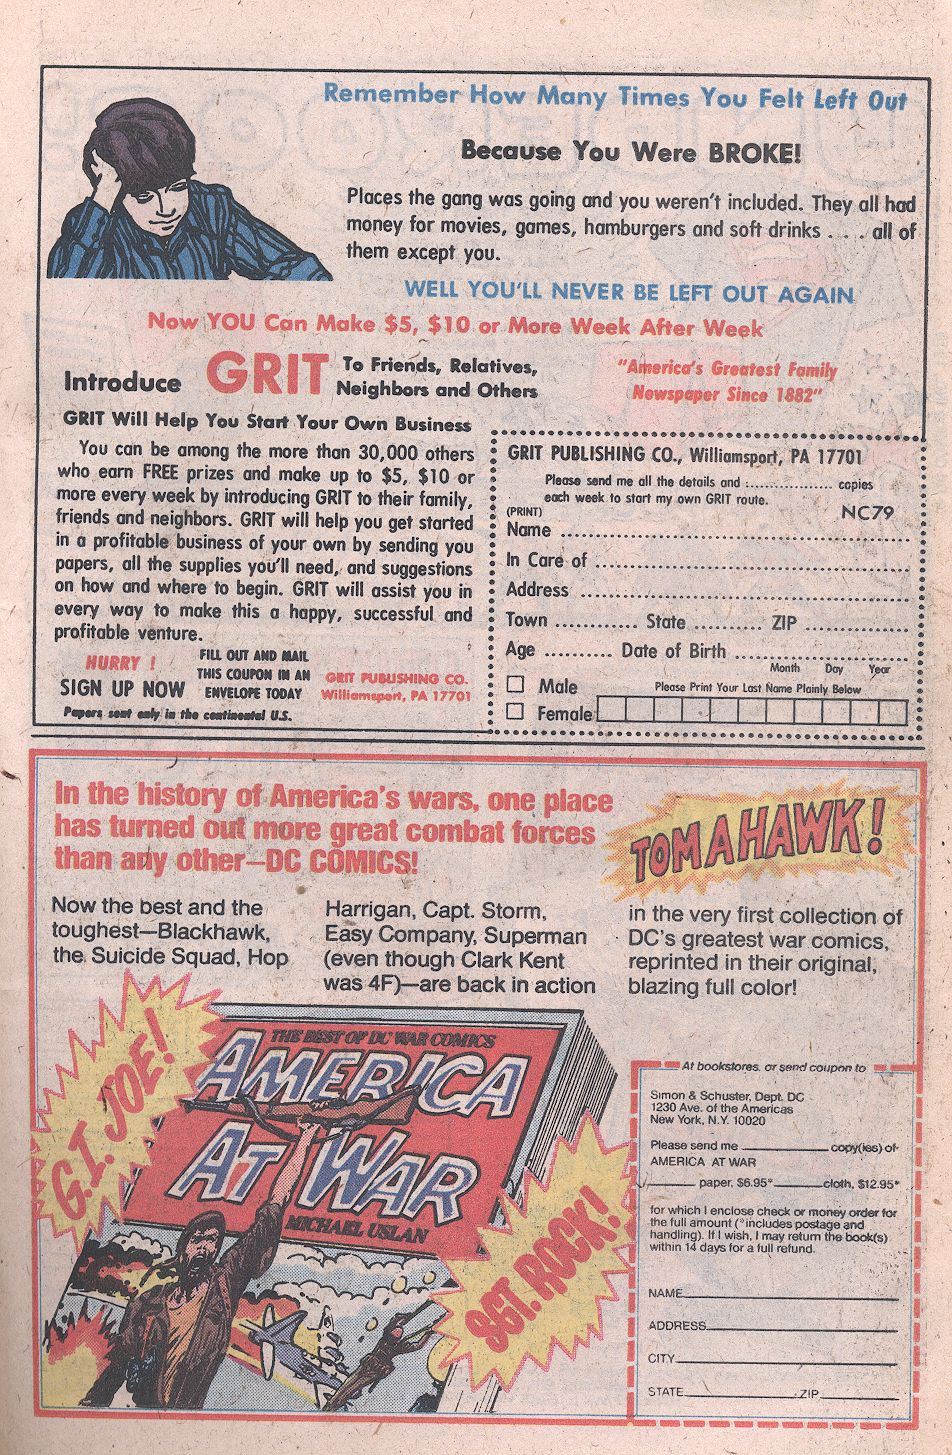 Remember How Many Times You Felt Left Out
Because You Were BROKE!
Places the gang was going and you weren't included. They all had
money for movies, games, hamburgers and soft drinks . . . . all of
them except you.
WELL YOU'LL NEVER BE LEFT OUT AGAIN
Now YOU Can Make $5, $10 or More Week After Week
Introduce GRIT To Friends, Relatives,
Neighbors and Others
"America's Greatest Family
Newspaper Since 1882"
GRIT Will Help You Start Your Own Business
You can be among the more than 30,000 others
who earn FREE prizes and make up to $5, $10 or
more every week by introducing GRIT to their family,
friends and neighbors. GRIT will help you get started
in a profitable business of your own by sending you
papers, all the supplies you'll need, and suggestions
on how and where to begin. GRIT will assist you in
every way to make this a happy, successful and
profitable venture.
HURRY !
SIGN UP NOW
FILL OUT AND MAIL
THIS COUPON IN AN
ENVELOPE TODAY
GRIT PUBLISHING CO.
Williamsport, PA 17701
Papers sent only in the continental U.S.
GRIT PUBLISHING CO., Williamsport, PA 17701
Please send me all the details and :.................. copies
each week to start my own GRIT route.
(PRINT) NC79
Name
In Care of
Address
Town ............ State .......... ZIP
Age .......... Date of Birth
Month Day Year
Male Please Print Your Last Name Plainly Below
Female
In the history of America's wars, one place
has turned out more great combat forces
than any other—DC COMICS!
TOMAHAWK!
Now the best and the
toughest—Blackhawk,
the Suicide Squad, Hop
Harrigan, Capt. Storm,
Easy Company, Superman
(even though Clark Kent
was 4F)—are back in action
in the very first collection of
DC's greatest war comics,
reprinted in their original,
blazing full color!
G.I. JOE!
THE BEST OF DC WAR COMICS
AMERICA
AT WAR
MICHAEL USLAN
SGT. ROCK!
At bookstores, or send coupon to
Simon & Schuster, Dept. DC
1230 Ave. of the Americas
New York, N.Y. 10020
Please send me ____________ copy(ies) of
AMERICA AT WAR
______ paper, $6.95* ______ cloth, $12.95*
for which I enclose check or money order for
the full amount (*includes postage and
handling). If I wish, I may return the book(s)
within 14 days for a full refund.
NAME
ADDRESS
CITY
STATE ____________ ZIP